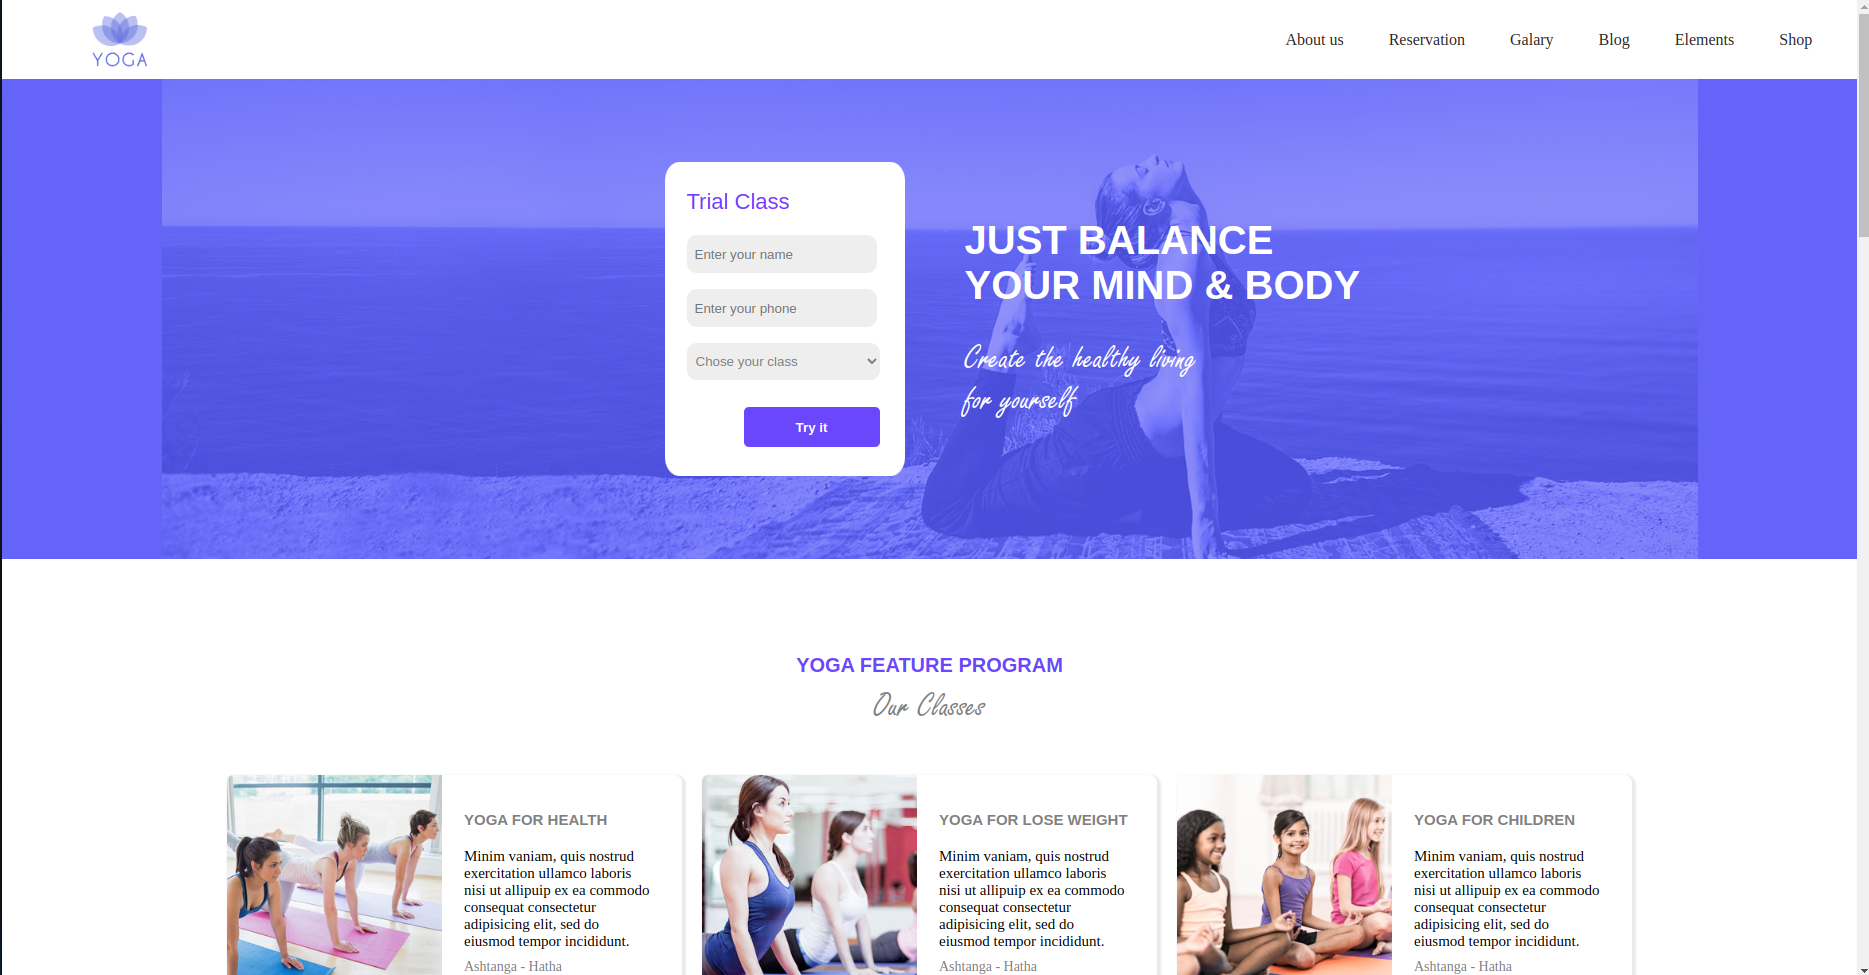 YOGA
About us
Reservation
Galary
Blog
Elements
Shop
Trial Class
Enter your name
Enter your phone
Chose your class
Try it
JUST BALANCE
YOUR MIND & BODY
Create the healthy living
for yourself
YOGA FEATURE PROGRAM
Our Classes
YOGA FOR HEALTH
Minim vaniam, quis nostrud
exercitation ullamco laboris
nisi ut allipuip ex ea commodo
consequat consectetur
adipisicing elit, sed do
eiusmod tempor incididunt.
Ashtanga - Hatha
YOGA FOR LOSE WEIGHT
Minim vaniam, quis nostrud
exercitation ullamco laboris
nisi ut allipuip ex ea commodo
consequat consectetur
adipisicing elit, sed do
eiusmod tempor incididunt.
Ashtanga - Hatha
YOGA FOR CHILDREN
Minim vaniam, quis nostrud
exercitation ullamco laboris
nisi ut allipuip ex ea commodo
consequat consectetur
adipisicing elit, sed do
eiusmod tempor incididunt.
Ashtanga - Hatha